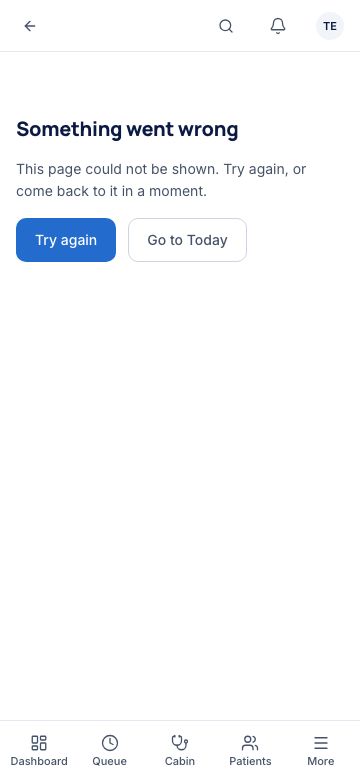 TE
Something went wrong
This page could not be shown. Try again, or
come back to it in a moment.
Try again
Go to Today
Dashboard
Queue
Cabin
Patients
More